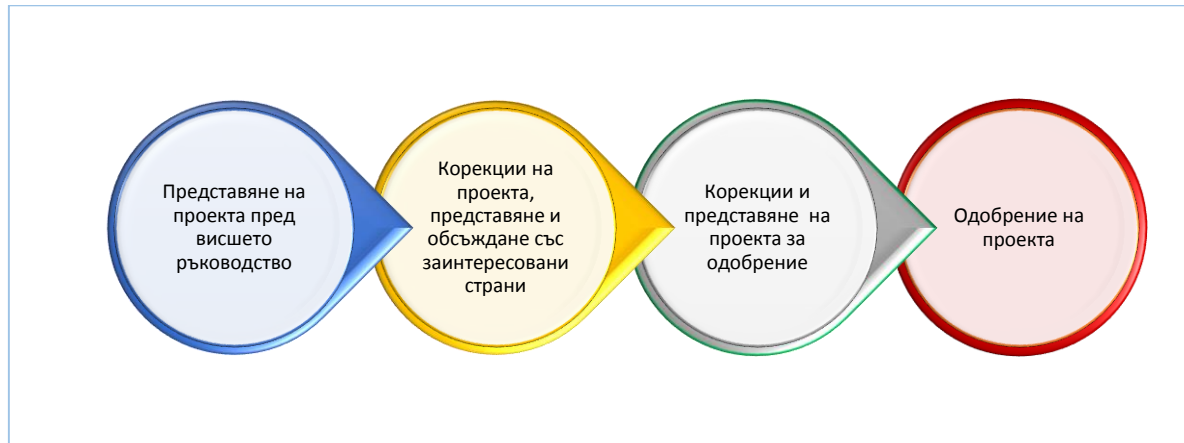 Представяне на
проекта пред
висшето
ръководство
Корекции на
проекта,
представяне и
обсъждане със
заинтересовани
страни
Корекции и
представяне на
проекта за
одобрение
Одобрение на
проекта